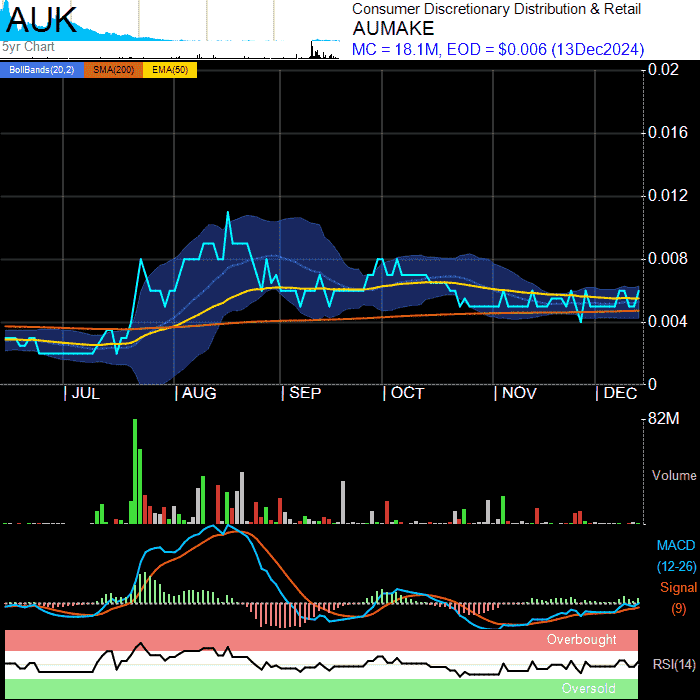 AUK
5yr Chart
Consumer Discretionary Distribution & Retail
AUMAKE
MC = 18.1M, EOD = $0.006 (13Dec2024)
BollBands(20,2) SMA(200) EMA(50)
0.02
0.016
0.012
0.008
0.004
0
JUL AUG SEP OCT NOV DEC
82M
Volume
MACD
(12-26)
Signal
(9)
Overbought
RSI(14)
Oversold